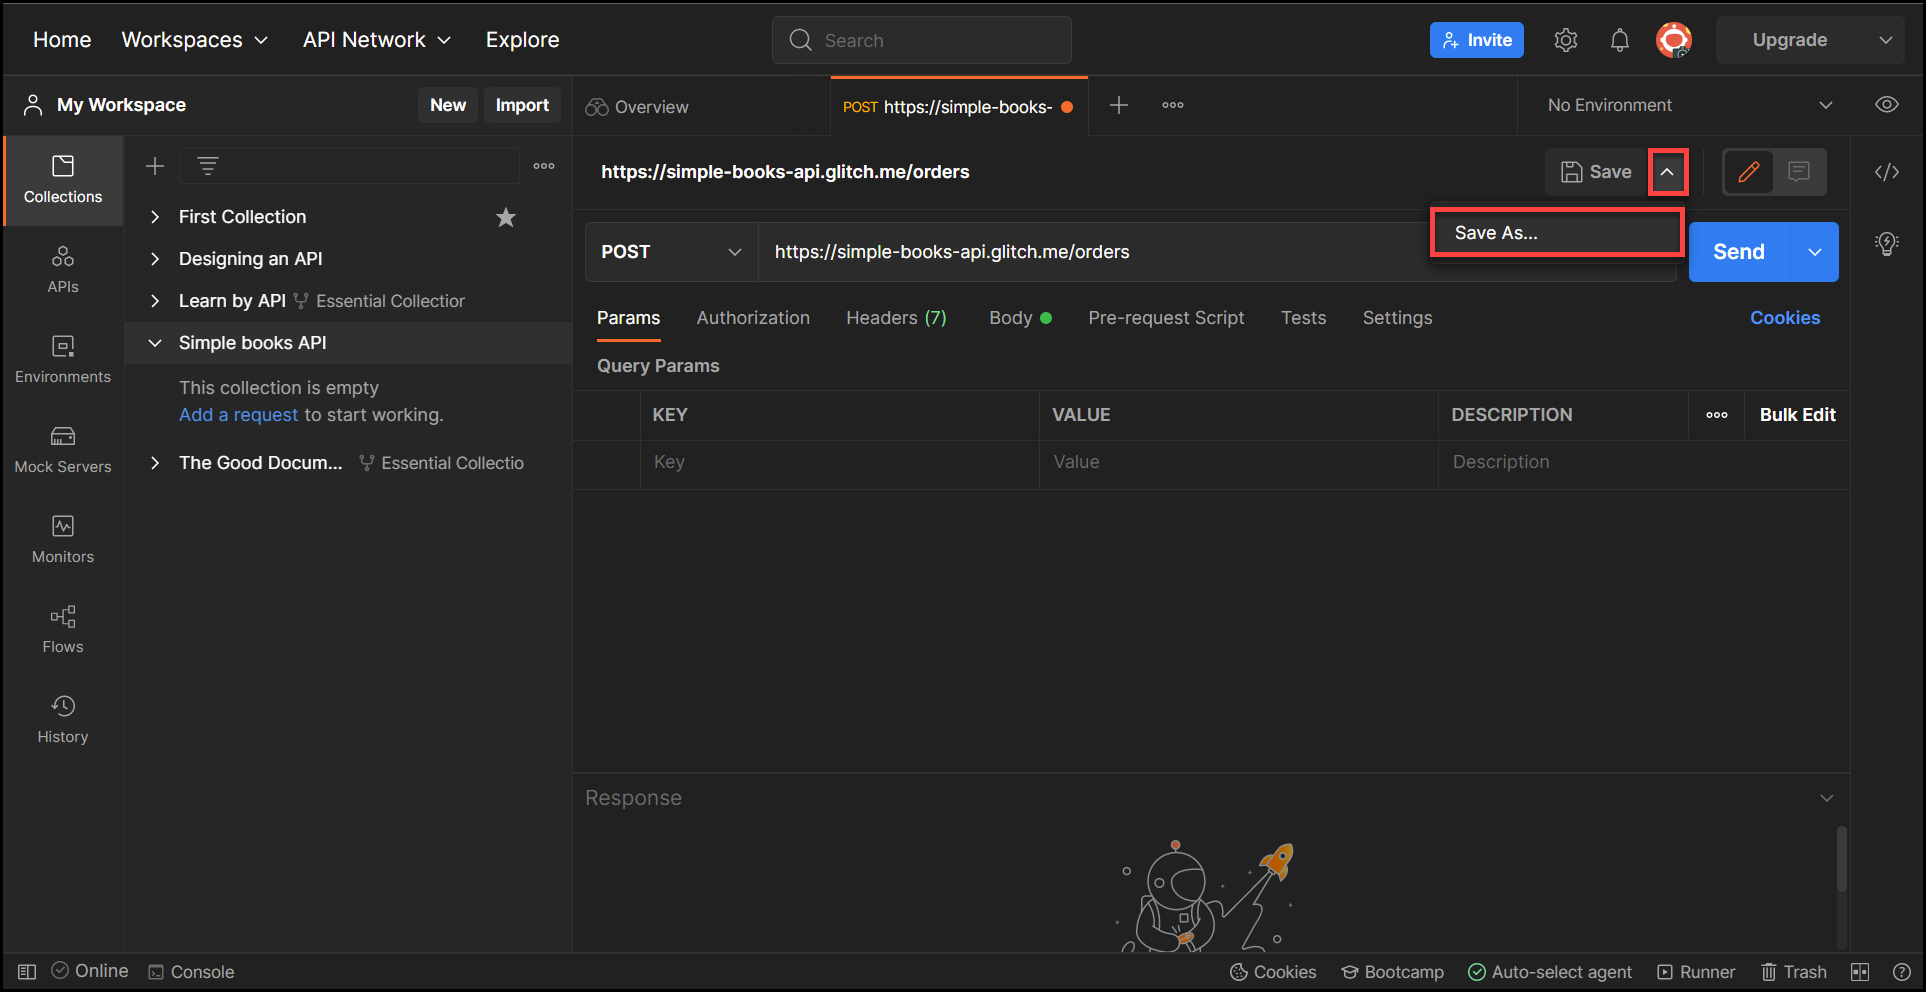 Home Workspaces API Network Explore Search Invite Upgrade
My Workspace New Import Overview POST https://simple-books- No Environment
Collections
APIs
Environments
Mock Servers
Monitors
Flows
History
First Collection
Designing an API
Learn by API Essential Collection
Simple books API
This collection is empty
Add a request to start working.
The Good Docum... Essential Collectio
https://simple-books-api.glitch.me/orders Save
Save As...
POST https://simple-books-api.glitch.me/orders Send
Params Authorization Headers (7) Body Pre-request Script Tests Settings Cookies
Query Params
KEY VALUE DESCRIPTION Bulk Edit
Key Value Description
Response
Online Console Cookies Bootcamp Auto-select agent Runner Trash